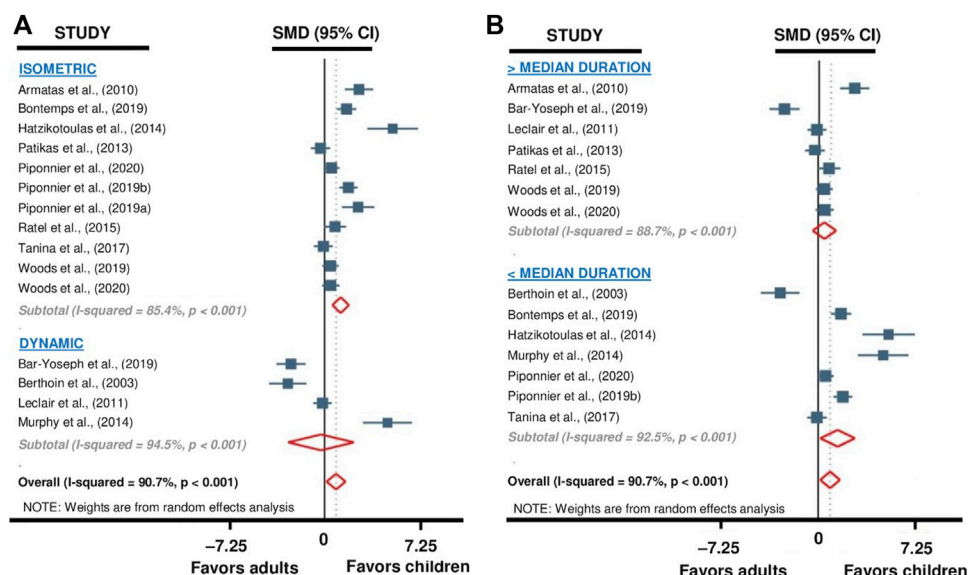 A
STUDY SMD (95% CI)
ISOMETRIC
Armatas et al., (2010)
Bontemps et al., (2019)
Hatzikotoulas et al., (2014)
Patikas et al., (2013)
Piponnier et al., (2020)
Piponnier et al., (2019b)
Piponnier et al., (2019a)
Ratel et al., (2015)
Tanina et al., (2017)
Woods et al., (2019)
Woods et al., (2020)
Subtotal (I-squared = 85.4%, p < 0.001)
DYNAMIC
Bar-Yoseph et al., (2019)
Berthoin et al., (2003)
Leclair et al., (2011)
Murphy et al., (2014)
Subtotal (I-squared = 94.5%, p < 0.001)
Overall (I-squared = 90.7%, p < 0.001)
NOTE: Weights are from random effects analysis
–7.25 0 7.25
Favors adults Favors children
B
STUDY SMD (95% CI)
> MEDIAN DURATION
Armatas et al., (2010)
Bar-Yoseph et al., (2019)
Leclair et al., (2011)
Patikas et al., (2013)
Ratel et al., (2015)
Woods et al., (2019)
Woods et al., (2020)
Subtotal (I-squared = 88.7%, p < 0.001)
< MEDIAN DURATION
Berthoin et al., (2003)
Bontemps et al., (2019)
Hatzikotoulas et al., (2014)
Murphy et al., (2014)
Piponnier et al., (2020)
Piponnier et al., (2019b)
Tanina et al., (2017)
Subtotal (I-squared = 92.5%, p < 0.001)
Overall (I-squared = 90.7%, p < 0.001)
NOTE: Weights are from random effects analysis
–7.25 0 7.25
Favors adults Favors children